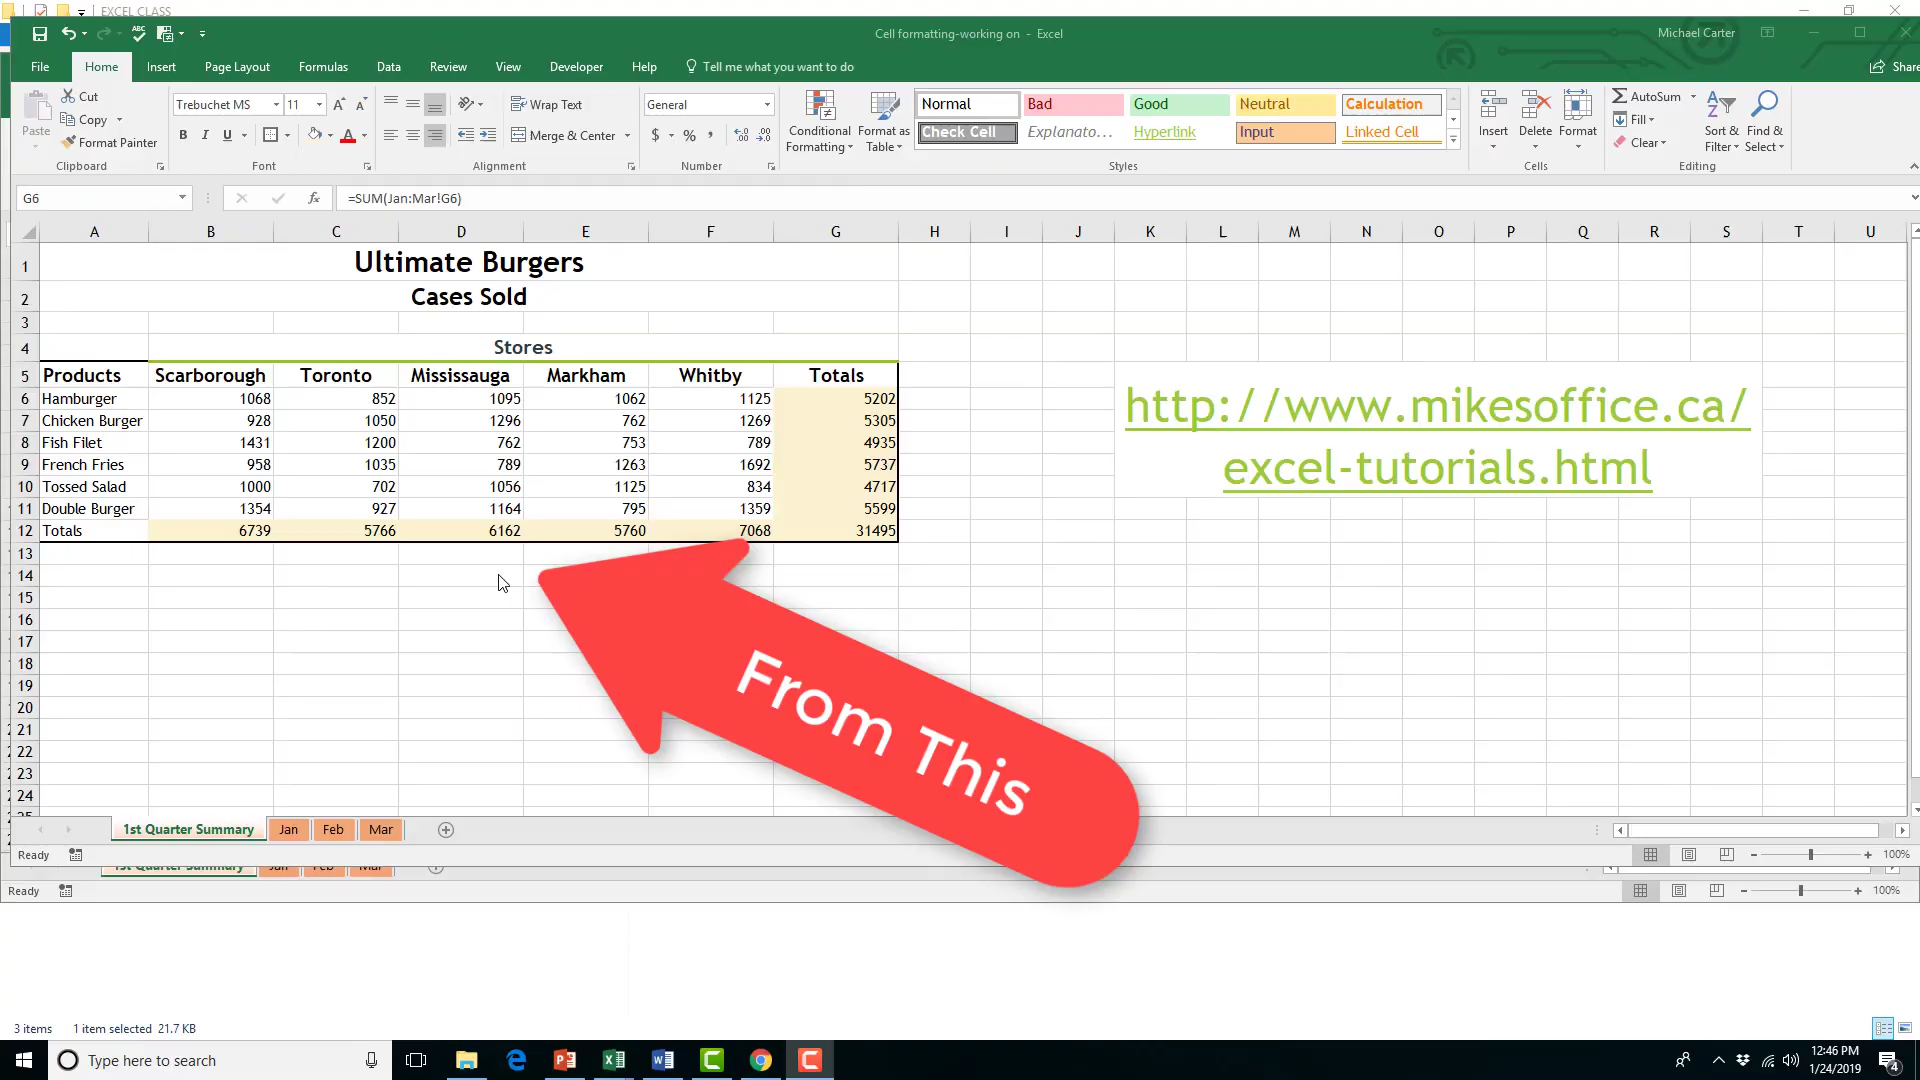 EXCEL CLASS
Cell formatting-working on - Excel
Michael Carter
File Home Insert Page Layout Formulas Data Review View Developer Help Tell me what you want to do
Share
Paste
Cut
Copy
Format Painter
Clipboard
Trebuchet MS 11
B I U
Font
Wrap Text
Merge & Center
Alignment
General
$ % ,
Number
Conditional Formatting
Format as Table
Normal Bad Good Neutral Calculation
Check Cell Explanato... Hyperlink Input Linked Cell
Styles
Insert Delete Format
Cells
AutoSum
Fill
Clear
Sort & Filter
Find & Select
Editing
G6
fx
=SUM(Jan:Mar!G6)
A B C D E F G H I J K L M N O P Q R S T U
1 Ultimate Burgers
2 Cases Sold
3
4 Stores
5 Products Scarborough Toronto Mississauga Markham Whitby Totals
6 Hamburger 1068 852 1095 1062 1125 5202
7 Chicken Burger 928 1050 1296 762 1269 5305
8 Fish Filet 1431 1200 762 753 789 4935
9 French Fries 958 1035 789 1263 1692 5737
10 Tossed Salad 1000 702 1056 1125 834 4717
11 Double Burger 1354 927 1164 795 1359 5599
12 Totals 6739 5766 6162 5760 7068 31495
http://www.mikesoffice.ca/
excel-tutorials.html
13
14
15
16
17
18
19
20
21
22
23
24
From This
1st Quarter Summary Jan Feb Mar
Ready
100%
1st Quarter Summary Jan Feb Mar
Ready
100%
3 items 1 item selected 21.7 KB
Type here to search
12:46 PM
1/24/2019
4